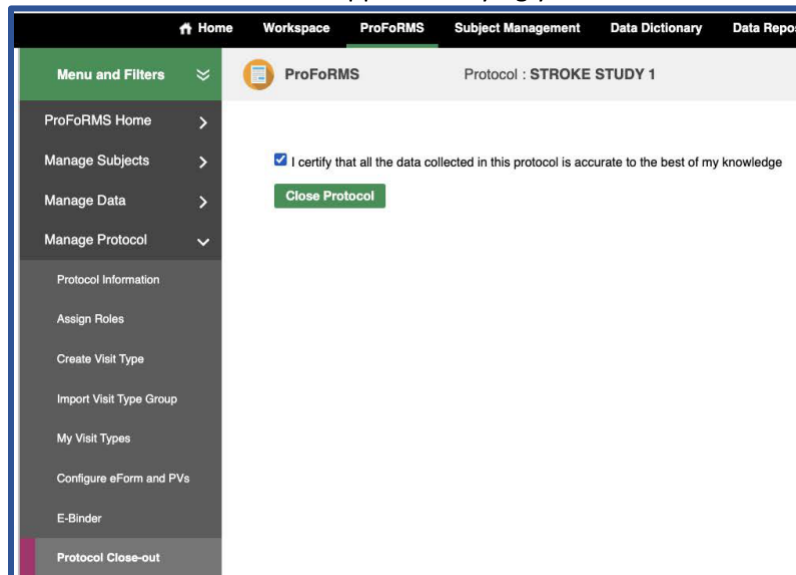 Home Workspace ProFoRMS Subject Management Data Dictionary Data Repos
Menu and Filters
ProFoRMS Protocol : STROKE STUDY 1
ProFoRMS Home
Manage Subjects
I certify that all the data collected in this protocol is accurate to the best of my knowledge
Manage Data
Close Protocol
Manage Protocol
Protocol Information
Assign Roles
Create Visit Type
Import Visit Type Group
My Visit Types
Configure eForm and PVs
E-Binder
Protocol Close-out